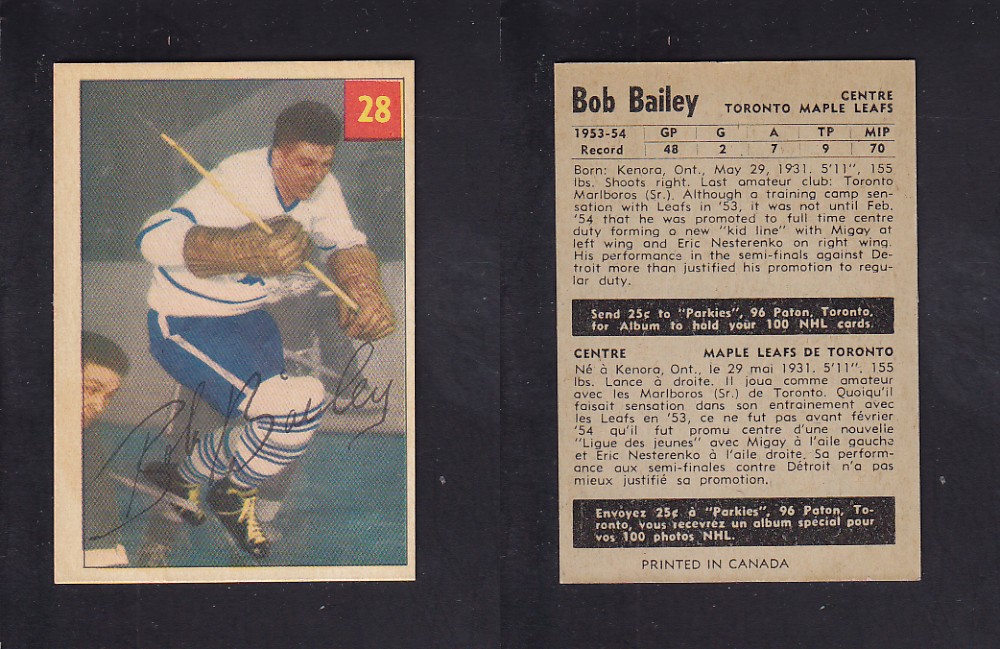 28
Bob Bailey
Bob Bailey
CENTRE
TORONTO MAPLE LEAFS
1953-54 GP G A TP MIP
Record 48 2 7 9 70
Born: Kenora, Ont., May 29, 1931. 5'11", 155
lbs. Shoots right. Last amateur club: Toronto
Marlboros (Sr.). Although a training camp sen-
sation with Leafs in '53, it was not until Feb.
'54 that he was promoted to full time centre
duty forming a new "kid line" with Migay at
left wing and Eric Nesterenko on right wing.
His performance in the semi-finals against De-
troit more than justified his promotion to regu-
lar duty.
Send 25¢ to "Parkies", 96 Paton, Toronto,
for Album to hold your 100 NHL cards.
CENTRE MAPLE LEAFS DE TORONTO
Né à Kenora, Ont., le 29 mai 1931. 5'11". 155
lbs. Lance à droite. Il joua comme amateur
avec les Marlboros (Sr.) de Toronto. Quoiqu'il
faisait sensation dans son entrainement avec
les Leafs en '53, ce ne fut pas avant février
'54 qu'il fut promu centre d'une nouvelle
"Ligue des jeunes" avec Migay à l'aile gauche
et Eric Nesterenko à l'aile droite. Sa perform-
ance aux semi-finales contre Détroit n'a pas
mieux justifié sa promotion.
Envoyez 25¢ à "Parkies", 96 Paton, To-
ronto, vous recevrez un album spécial pour
vos 100 photos NHL.
PRINTED IN CANADA